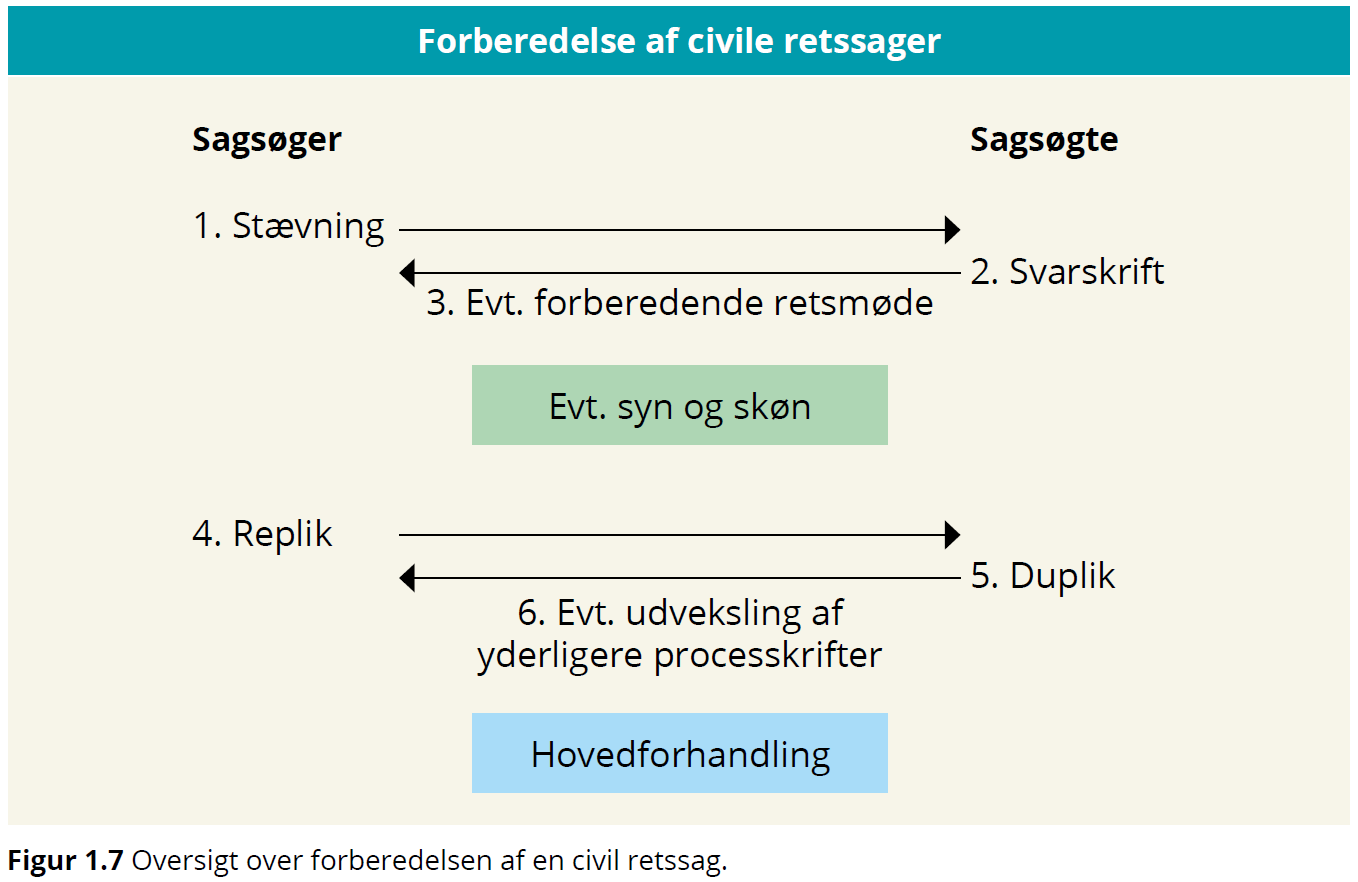 Forberedelse af civile retssager
Sagsøger
Sagsøgte
1. Stævning
2. Svarskrift
3. Evt. forberedende retsmøde
Evt. syn og skøn
4. Replik
5. Duplik
6. Evt. udveksling af
yderligere processkrifter
Hovedforhandling
Figur 1.7 Oversigt over forberedelsen af en civil retssag.